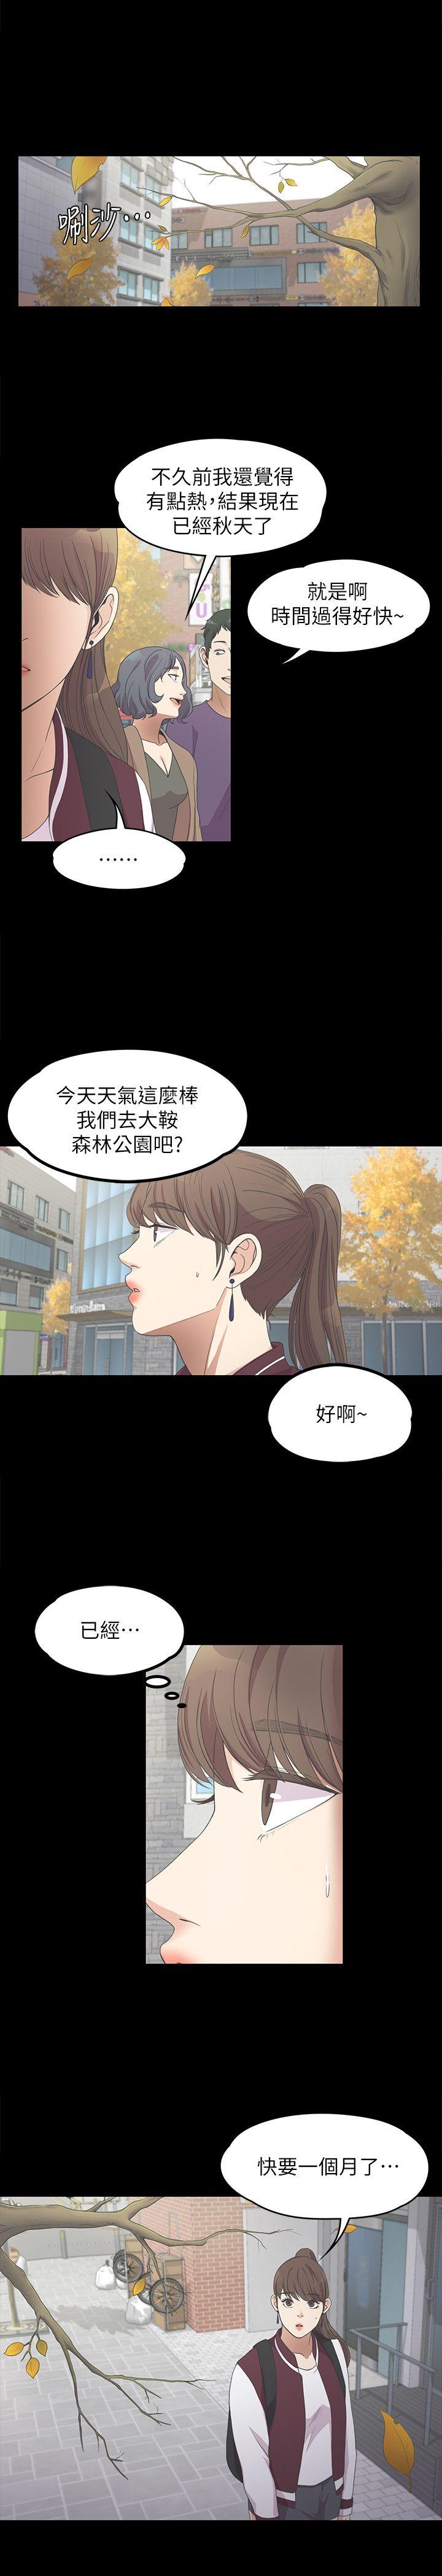 唰沙…
不久前我還覺得
有點熱，結果現在
已經秋天了
就是啊
時間過得好快~
……
今天天氣這麼棒
我們去大鞍
森林公園吧?
好啊~
已經…
快要一個月了…